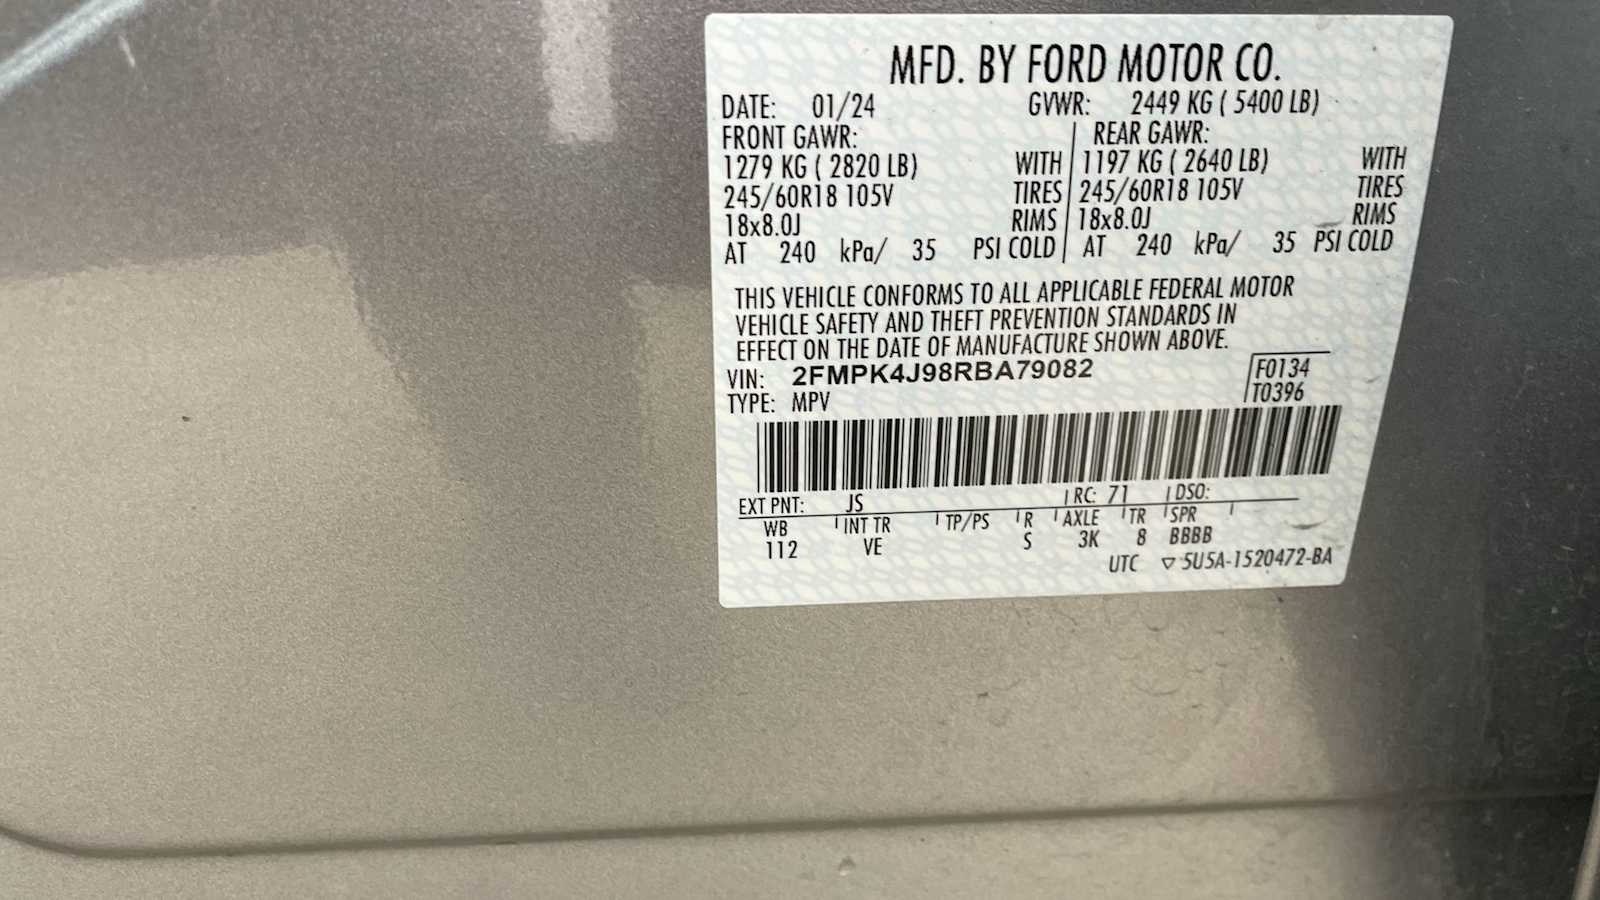 MFD. BY FORD MOTOR CO.
DATE: 01/24 GVWR: 2449 KG ( 5400 LB)
FRONT GAWR: REAR GAWR:
1279 KG ( 2820 LB) WITH 1197 KG ( 2640 LB) WITH
245/60R18 105V TIRES 245/60R18 105V TIRES
18x8.0J RIMS 18x8.0J RIMS
AT 240 kPa/ 35 PSI COLD AT 240 kPa/ 35 PSI COLD
THIS VEHICLE CONFORMS TO ALL APPLICABLE FEDERAL MOTOR
VEHICLE SAFETY AND THEFT PREVENTION STANDARDS IN
EFFECT ON THE DATE OF MANUFACTURE SHOWN ABOVE.
VIN: 2FMPK4J98RBA79082 F0134
TYPE: MPV T0396
EXT PNT: JS RC: 71 DSO:
WB INT TR TP/PS R AXLE TR SPR
112 VE S 3K 8 BBBB
UTC ▽ 5U5A-1520472-BA